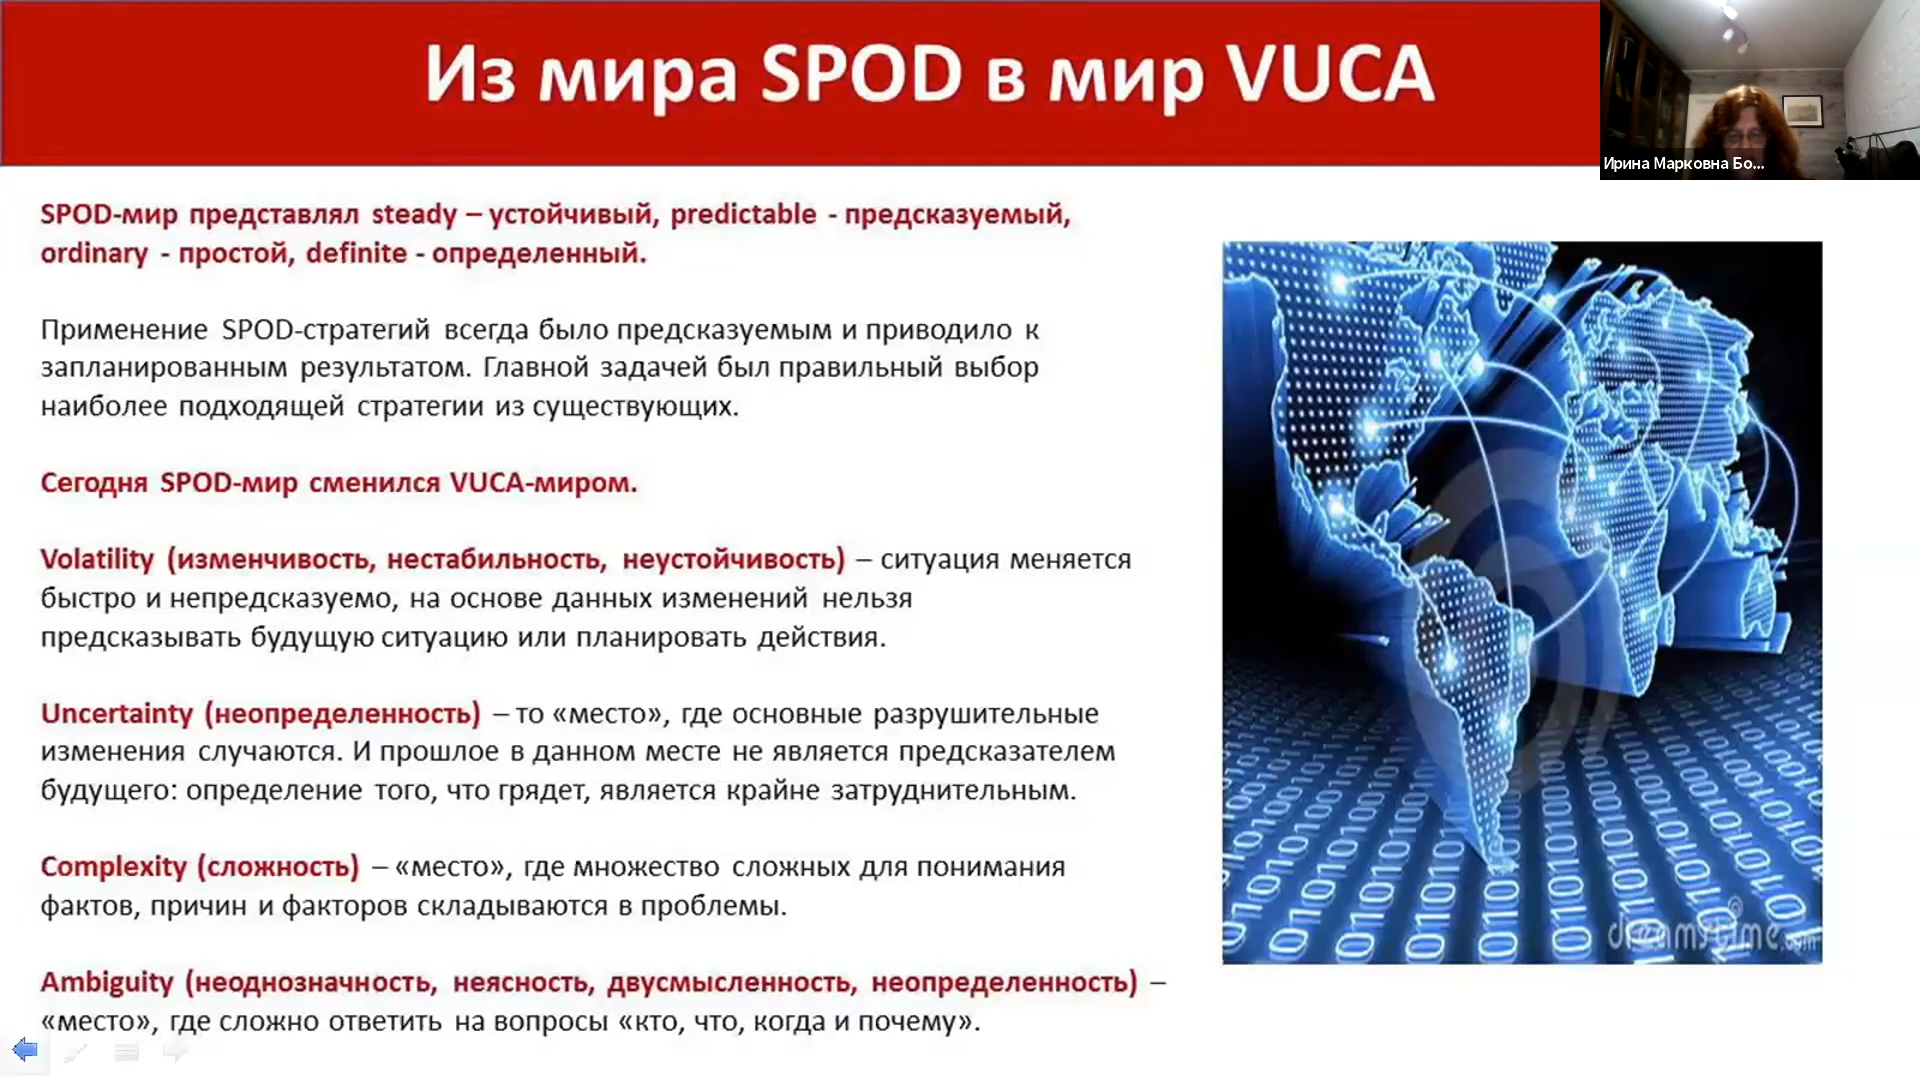 Из мира SPOD в мир VUCA
Ирина Марковна Бо...
SPOD-мир представлял steady – устойчивый, predictable - предсказуемый,
ordinary - простой, definite - определенный.
Применение SPOD-стратегий всегда было предсказуемым и приводило к
запланированным результатом. Главной задачей был правильный выбор
наиболее подходящей стратегии из существующих.
Сегодня SPOD-мир сменился VUCA-миром.
Volatility (изменчивость, нестабильность, неустойчивость) – ситуация меняется
быстро и непредсказуемо, на основе данных изменений нельзя
предсказывать будущую ситуацию или планировать действия.
Uncertainty (неопределенность) – то «место», где основные разрушительные
изменения случаются. И прошлое в данном месте не является предсказателем
будущего: определение того, что грядет, является крайне затруднительным.
Complexity (сложность) – «место», где множество сложных для понимания
фактов, причин и факторов складываются в проблемы.
Ambiguity (неоднозначность, неясность, двусмысленность, неопределенность) –
«место», где сложно ответить на вопросы «кто, что, когда и почему».
dreamstime.com